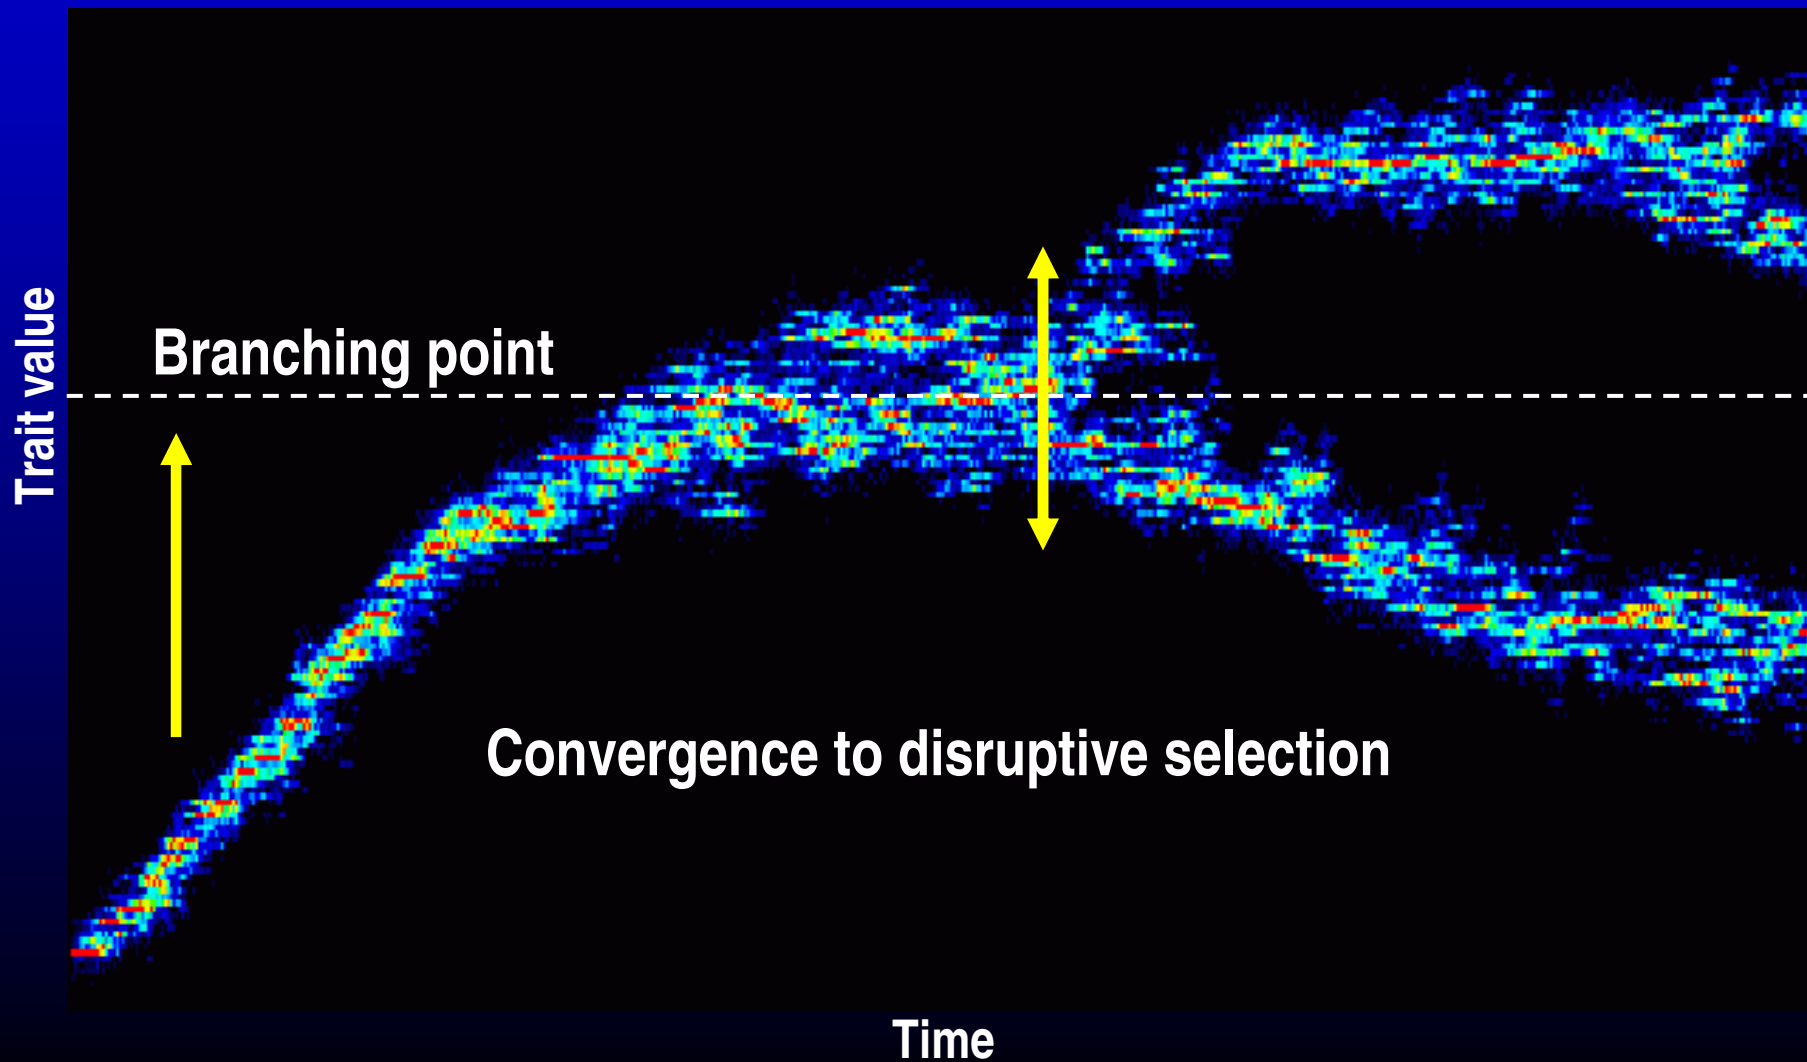 Trait value
Branching point
Convergence to disruptive selection
Time